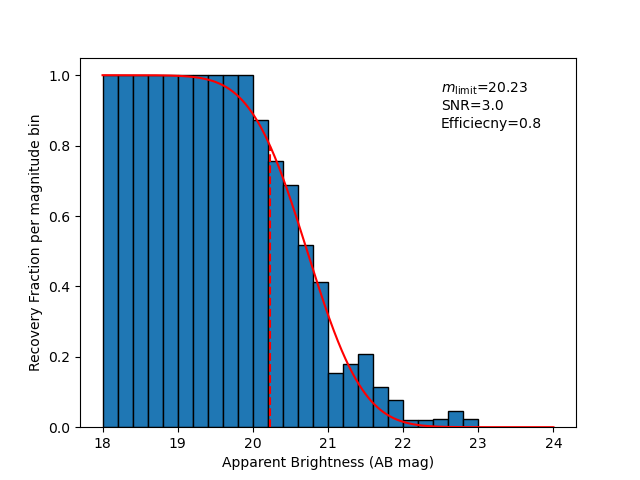 m_limit=20.23
SNR=3.0
Efficiecny=0.8
1.0
0.8
0.6
0.4
0.2
0.0
Recovery Fraction per magnitude bin
18 19 20 21 22 23 24
Apparent Brightness (AB mag)